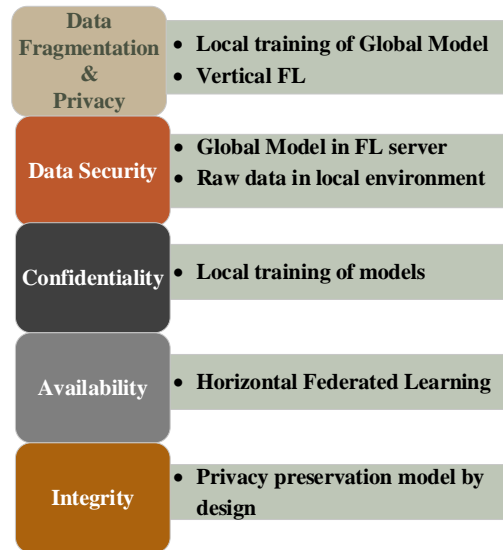 Data
Fragmentation
&
Privacy
• Local training of Global Model
• Vertical FL
Data Security
• Global Model in FL server
• Raw data in local environment
Confidentiality
• Local training of models
Availability
• Horizontal Federated Learning
Integrity
• Privacy preservation model by
design